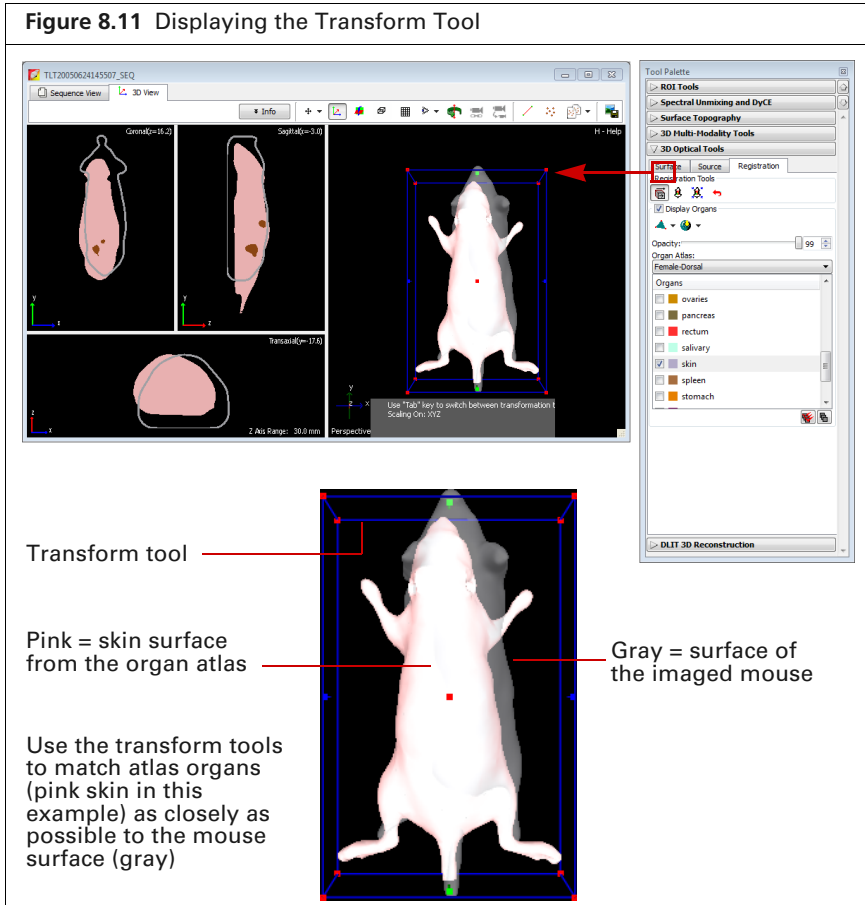 Figure 8.11 Displaying the Transform Tool
TLT20050624145507_SEQ
Sequence View
3D View
Info
Coronal(z=16.2)
Sagittal(x=-3.0)
H - Help
y
x
y
z
Transaxial(y=-17.6)
z
x
Z Axis Range: 30.0 mm
y
z
x
Perspective
Use "Tab" key to switch between transformation t
Scaling On: XYZ
Tool Palette
ROI Tools
Spectral Unmixing and DyCE
Surface Topography
3D Multi-Modality Tools
3D Optical Tools
Surface
Source
Registration
Registration Tools
Display Organs
Opacity:
99
Organ Atlas:
Female-Dorsal
Organs
ovaries
pancreas
rectum
salivary
skin
spleen
stomach
DLIT 3D Reconstruction
Transform tool
Pink = skin surface
from the organ atlas
Gray = surface of
the imaged mouse
Use the transform tools
to match atlas organs
(pink skin in this
example) as closely as
possible to the mouse
surface (gray)